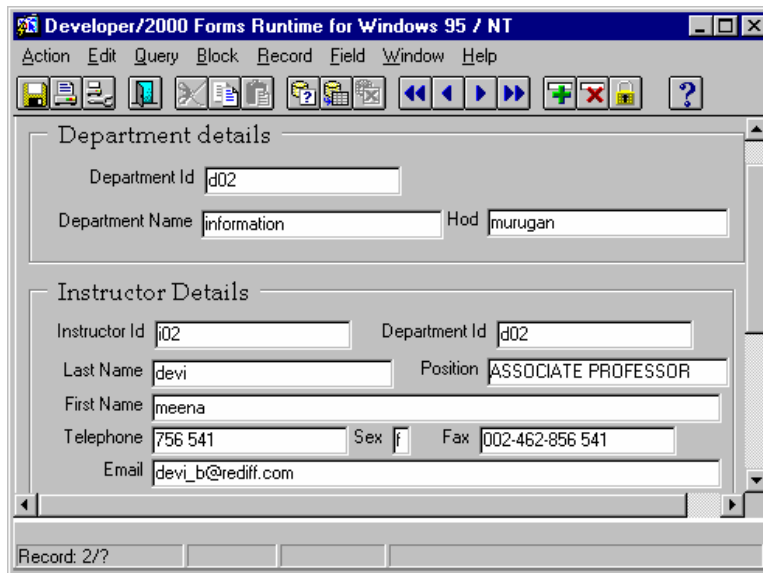 Developer/2000 Forms Runtime for Windows 95 / NT
Action Edit Query Block Record Field Window Help
Department details
Department Id d02
Department Name information Hod murugan
Instructor Details
Instructor Id i02 Department Id d02
Last Name devi Position ASSOCIATE PROFESSOR
First Name meena
Telephone 756 541 Sex f Fax 002-462-856 541
Email devi_b@rediff.com
Record: 2/?